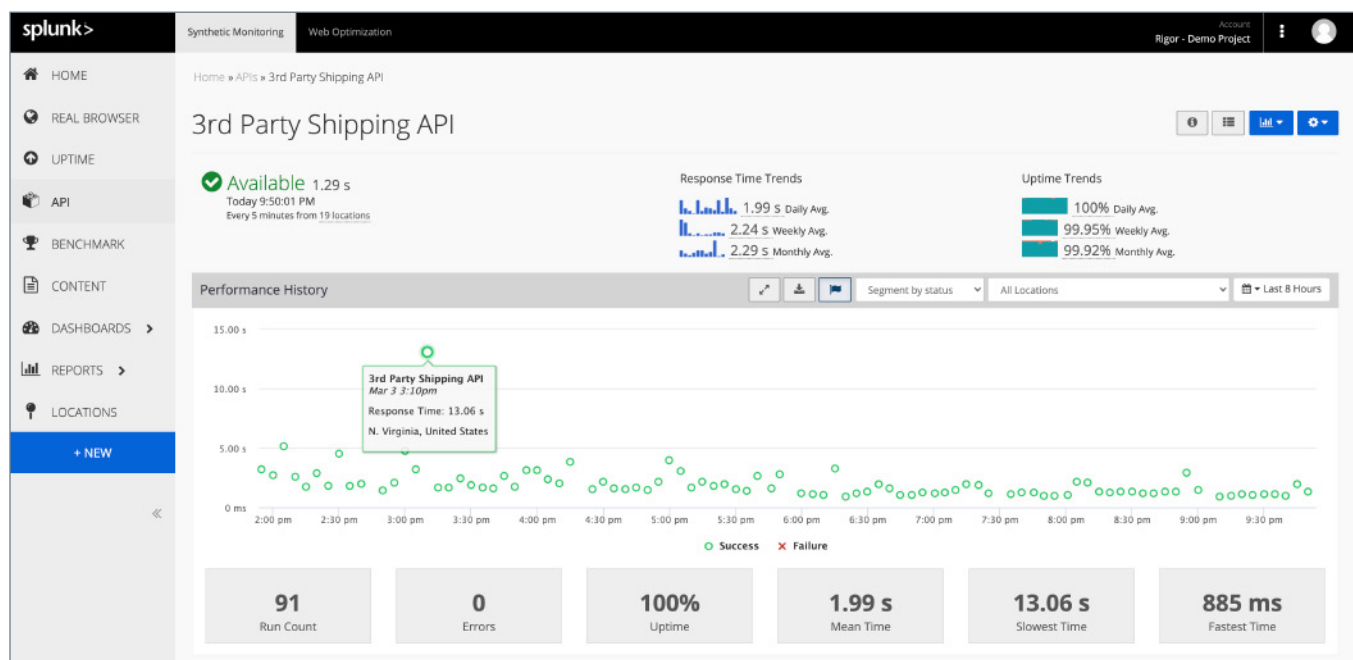 splunk>
Synthetic Monitoring
Web Optimization
Account
Rigor - Demo Project
HOME
REAL BROWSER
UPTIME
API
BENCHMARK
CONTENT
DASHBOARDS
REPORTS
LOCATIONS
+ NEW
Home » APIs » 3rd Party Shipping API
3rd Party Shipping API
Available 1.29 s
Today 9:50:01 PM
Every 5 minutes from 19 locations
Response Time Trends
1.99 s Daily Avg.
2.24 s Weekly Avg.
2.29 s Monthly Avg.
Uptime Trends
100% Daily Avg.
99.95% Weekly Avg.
99.92% Monthly Avg.
Performance History
Segment by status
All Locations
Last 8 Hours
15.00 s
10.00 s
5.00 s
0 ms
3rd Party Shipping API
Mar 3 3:10pm
Response Time: 13.06 s
N. Virginia, United States
2:00 pm 2:30 pm 3:00 pm 3:30 pm 4:00 pm 4:30 pm 5:00 pm 5:30 pm 6:00 pm 6:30 pm 7:00 pm 7:30 pm 8:00 pm 8:30 pm 9:00 pm 9:30 pm
Success Failure
91
Run Count
0
Errors
100%
Uptime
1.99 s
Mean Time
13.06 s
Slowest Time
885 ms
Fastest Time